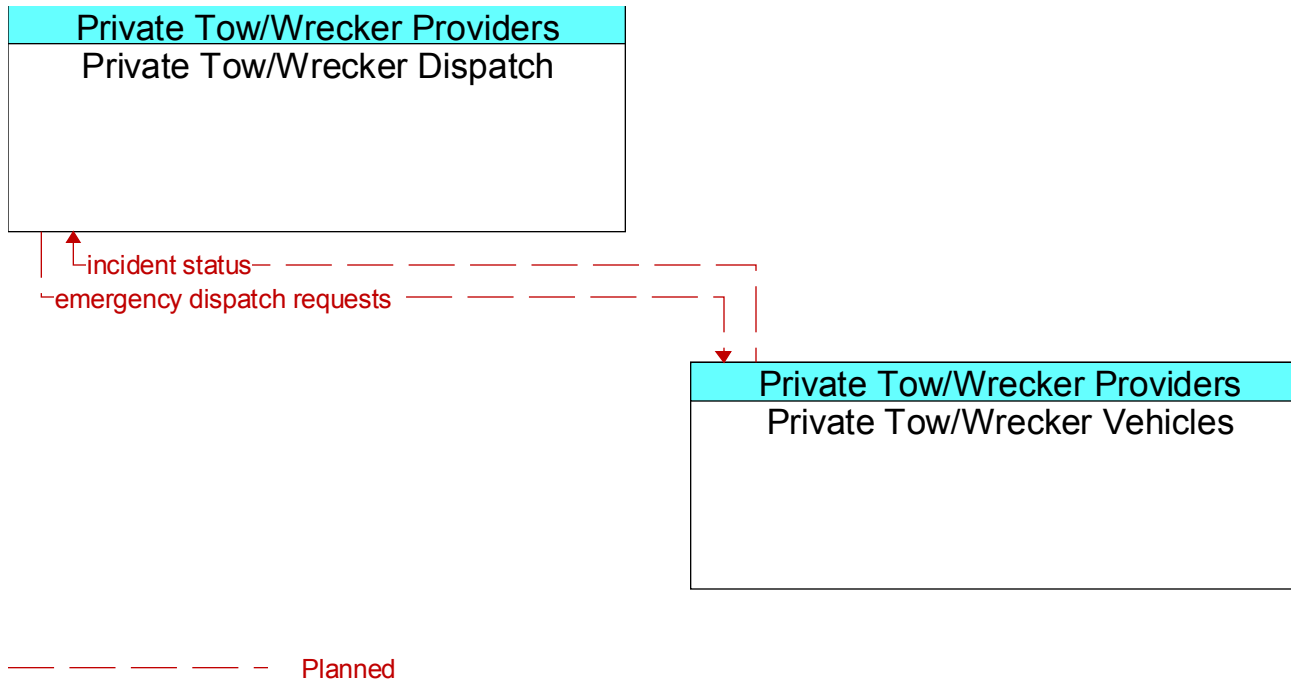 Private Tow/Wrecker Providers
Private Tow/Wrecker Dispatch
incident status
emergency dispatch requests
Private Tow/Wrecker Providers
Private Tow/Wrecker Vehicles
Planned